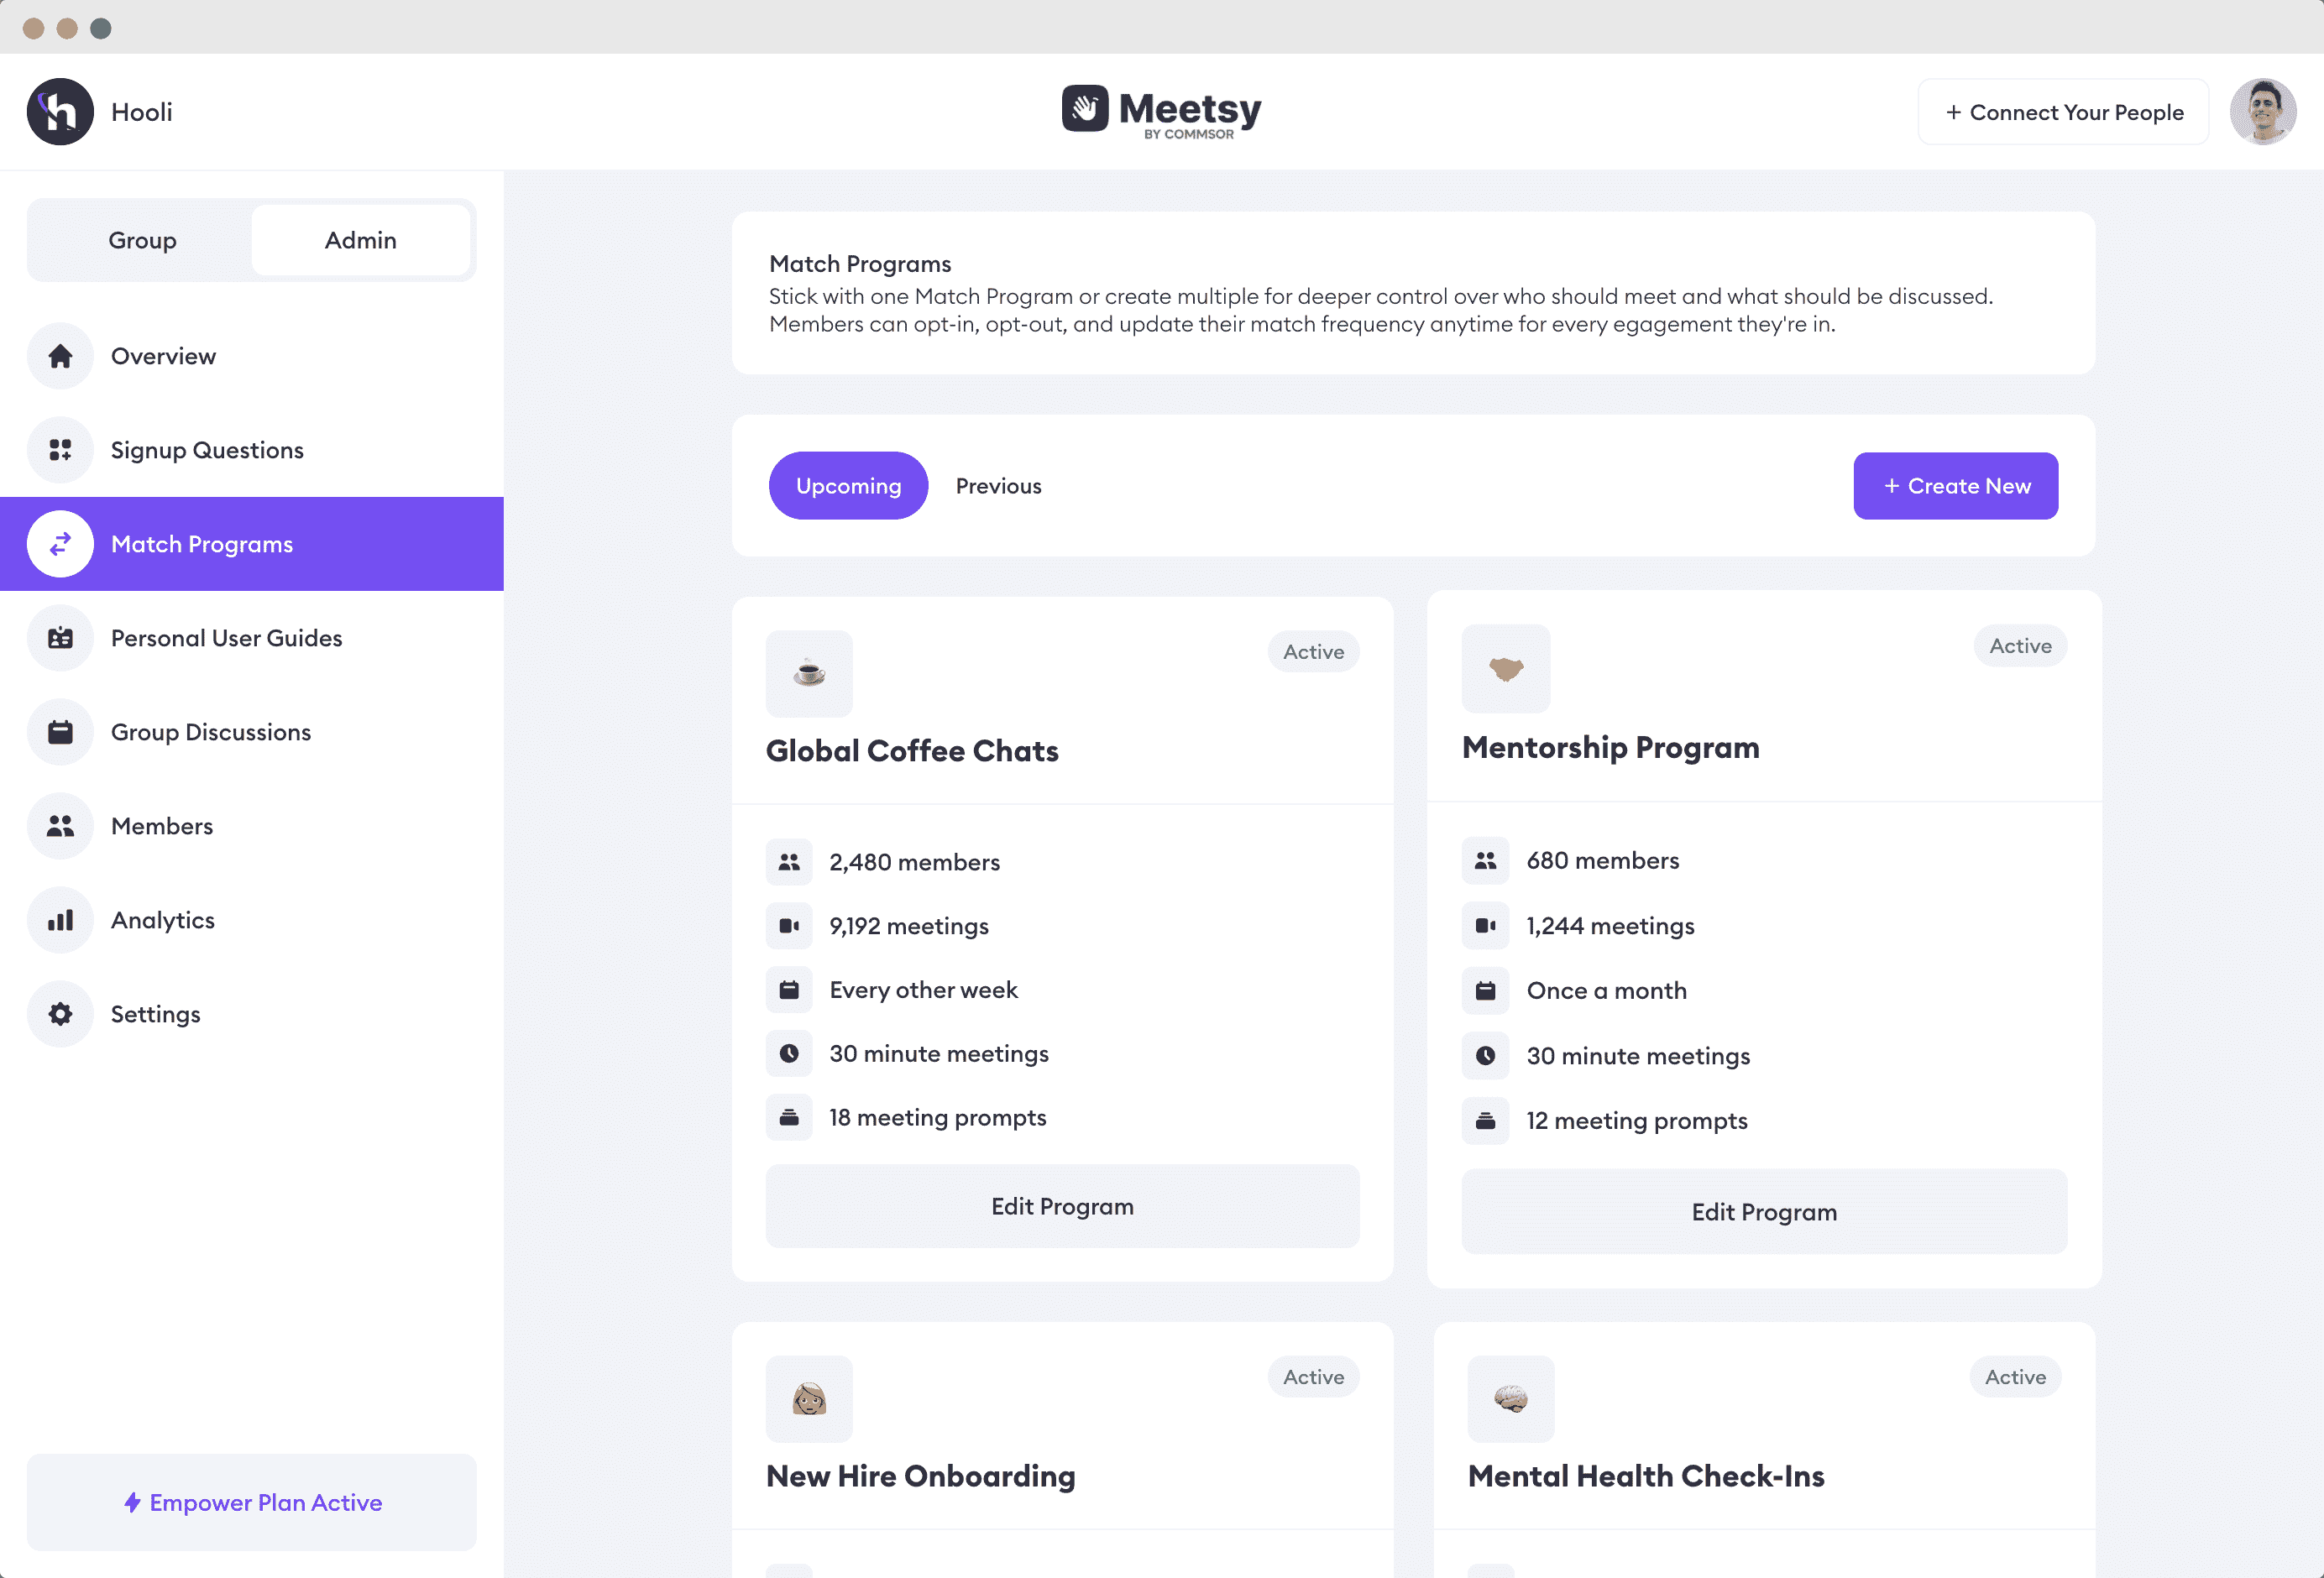 Hooli
Meetsy
BY COMMSOR
+ Connect Your People
Group
Admin
Overview
Signup Questions
Match Programs
Personal User Guides
Group Discussions
Members
Analytics
Settings
Empower Plan Active
Match Programs
Stick with one Match Program or create multiple for deeper control over who should meet and what should be discussed.
Members can opt-in, opt-out, and update their match frequency anytime for every egagement they're in.
Upcoming
Previous
+ Create New
Active
Global Coffee Chats
2,480 members
9,192 meetings
Every other week
30 minute meetings
18 meeting prompts
Edit Program
Active
Mentorship Program
680 members
1,244 meetings
Once a month
30 minute meetings
12 meeting prompts
Edit Program
Active
New Hire Onboarding
Active
Mental Health Check-Ins